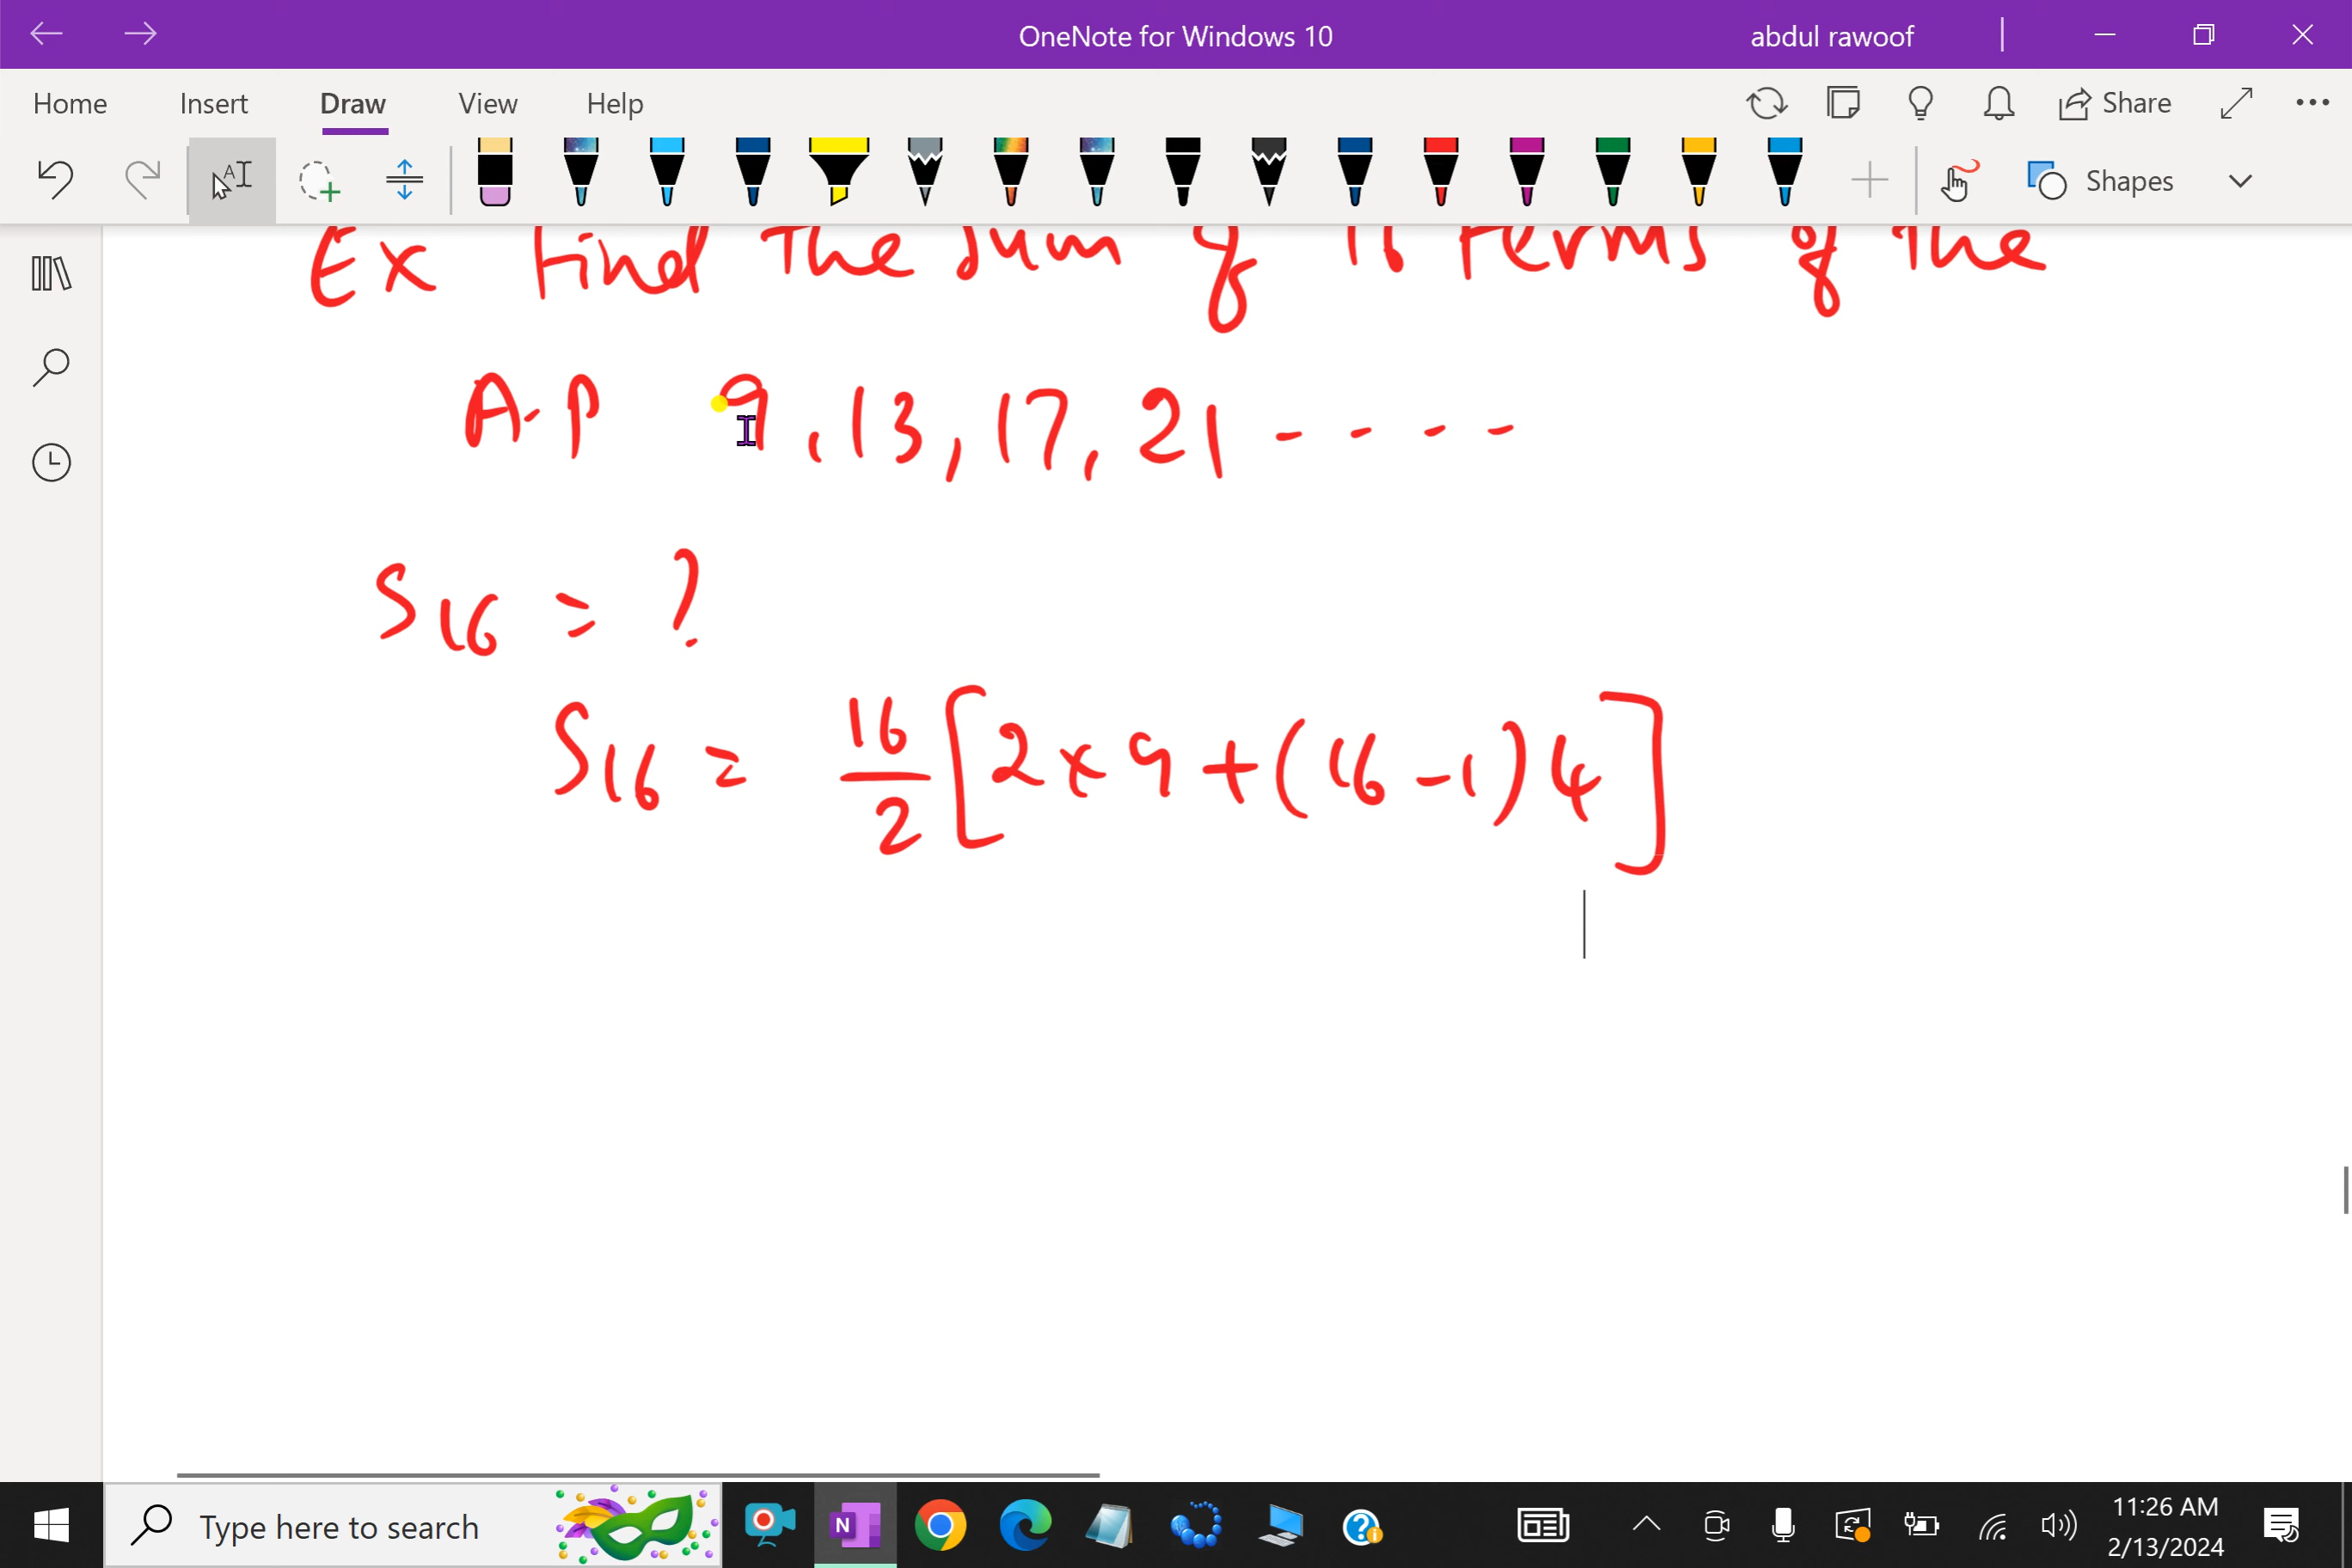 OneNote for Windows 10
abdul rawoof
Home Insert Draw View Help
Share
Shapes
Ex Find The Sum of 16 Terms of The
A.P 9, 13, 17, 21 - - - -
S16 = ?
S16 = 16/2 [2 x 9 + (16 - 1) 4]
Type here to search
11:26 AM
2/13/2024